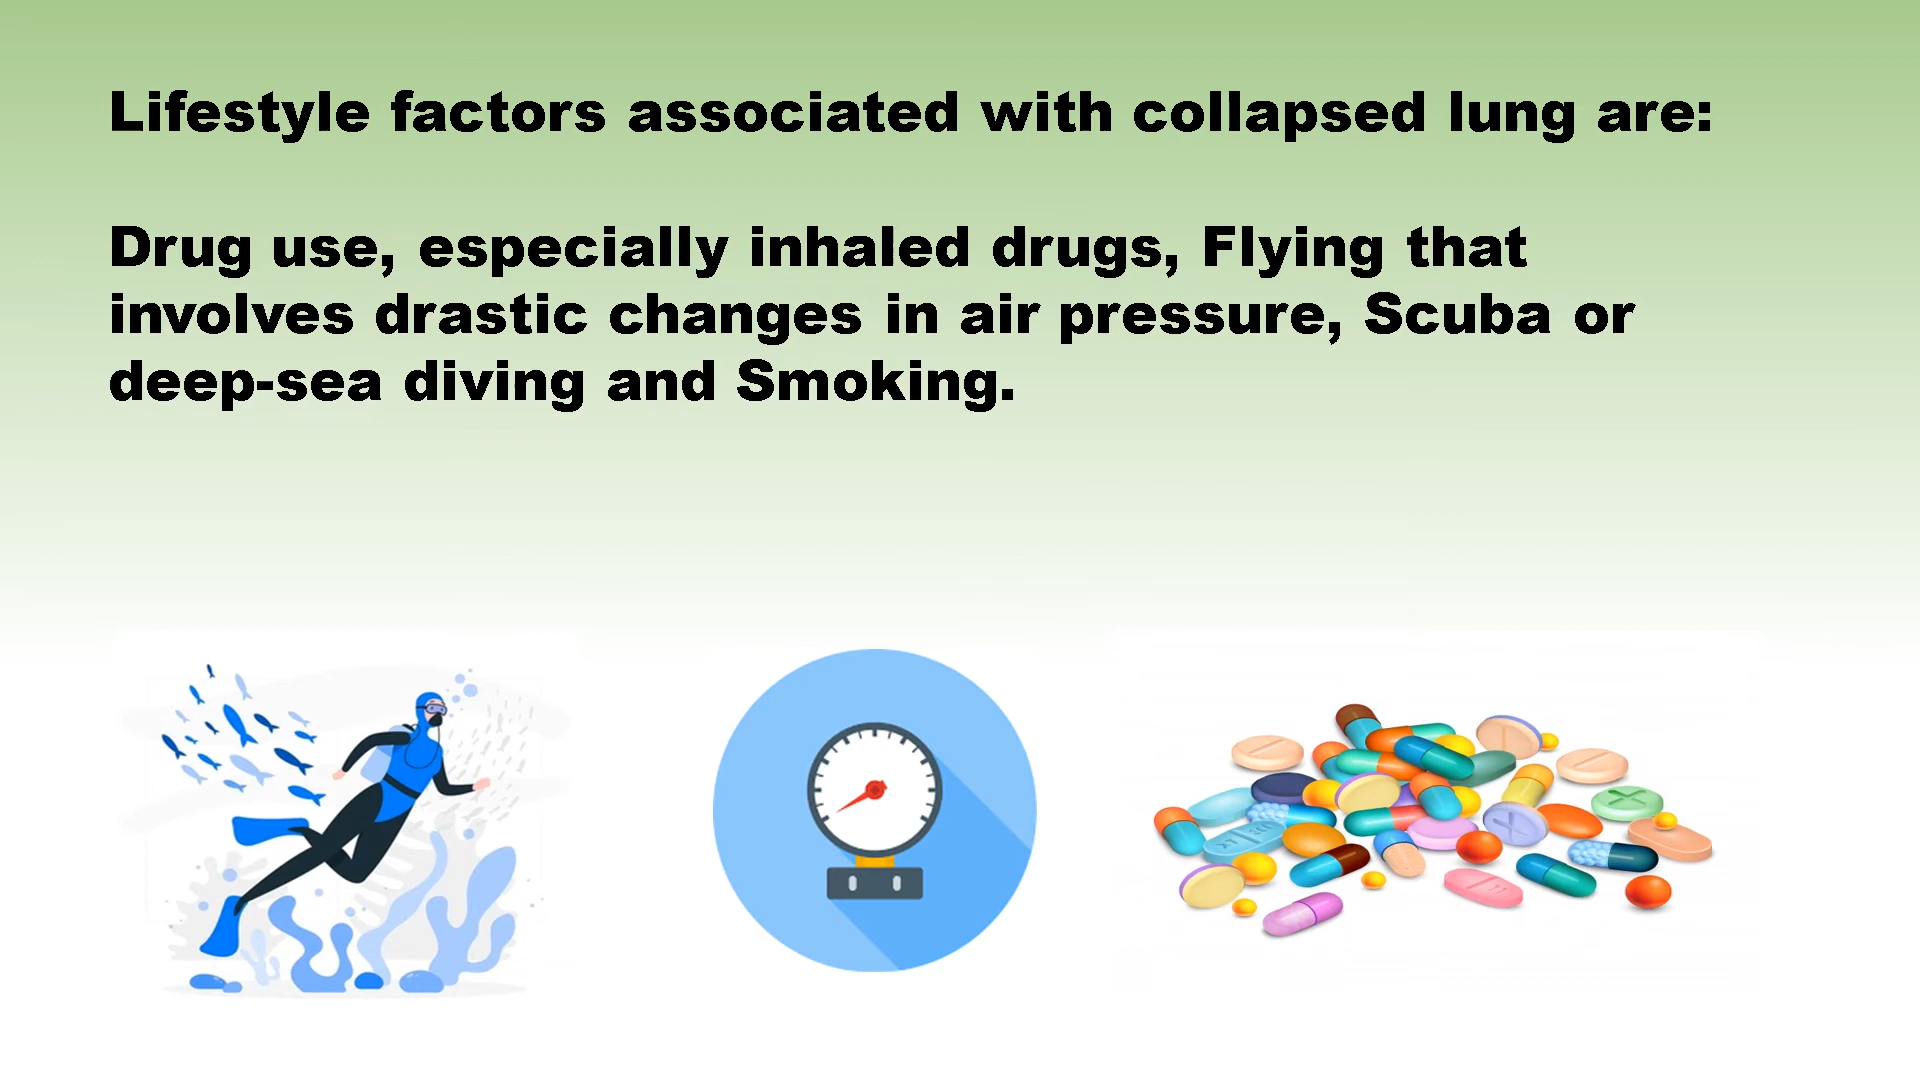 Lifestyle factors associated with collapsed lung are:
Drug use, especially inhaled drugs, Flying that
involves drastic changes in air pressure, Scuba or
deep-sea diving and Smoking.